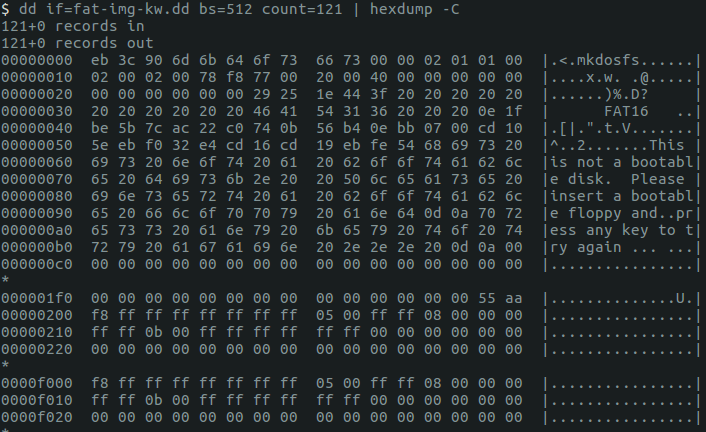 $ dd if=fat-img-kw.dd bs=512 count=121 | hexdump -C
121+0 records in
121+0 records out
00000000  eb 3c 90 6d 6b 64 6f 73  66 73 00 00 02 01 01 00  |.<.mkdosfs......|
00000010  02 00 02 00 78 f8 77 00  20 00 40 00 00 00 00 00  |....x.w. .@.....|
00000020  00 00 00 00 00 00 29 25  1e 44 3f 20 20 20 20 20  |......)%.D?     |
00000030  20 20 20 20 20 20 46 41  54 31 36 20 20 20 0e 1f  |      FAT16   ..|
00000040  be 5b 7c ac 22 c0 74 0b  56 b4 0e bb 07 00 cd 10  |.[|.".t.V.......|
00000050  5e eb f0 32 e4 cd 16 cd  19 eb fe 54 68 69 73 20  |^..2.......This |
00000060  69 73 20 6e 6f 74 20 61  20 62 6f 6f 74 61 62 6c  |is not a bootabl|
00000070  65 20 64 69 73 6b 2e 20  20 50 6c 65 61 73 65 20  |e disk.  Please |
00000080  69 6e 73 65 72 74 20 61  20 62 6f 6f 74 61 62 6c  |insert a bootabl|
00000090  65 20 66 6c 6f 70 70 79  20 61 6e 64 0d 0a 70 72  |e floppy and..pr|
000000a0  65 73 73 20 61 6e 79 20  6b 65 79 20 74 6f 20 74  |ess any key to t|
000000b0  72 79 20 61 67 61 69 6e  20 2e 2e 2e 20 0d 0a 00  |ry again ... ...|
000000c0  00 00 00 00 00 00 00 00  00 00 00 00 00 00 00 00  |................|
*
000001f0  00 00 00 00 00 00 00 00  00 00 00 00 00 00 55 aa  |..............U.|
00000200  f8 ff ff ff ff ff ff ff  05 00 ff ff 08 00 00 00  |................|
00000210  ff ff 0b 00 ff ff ff ff  ff ff 00 00 00 00 00 00  |................|
00000220  00 00 00 00 00 00 00 00  00 00 00 00 00 00 00 00  |................|
*
0000f000  f8 ff ff ff ff ff ff ff  05 00 ff ff 08 00 00 00  |................|
0000f010  ff ff 0b 00 ff ff ff ff  ff ff 00 00 00 00 00 00  |................|
0000f020  00 00 00 00 00 00 00 00  00 00 00 00 00 00 00 00  |................|
*